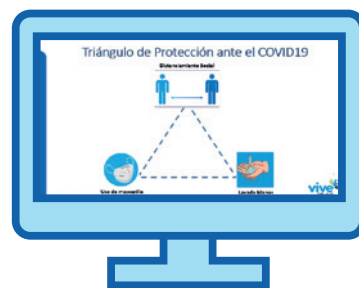 Triángulo de Protección ante el COVID19
Distanciamiento Social
Uso de mascarilla
Lavado Manos
vive